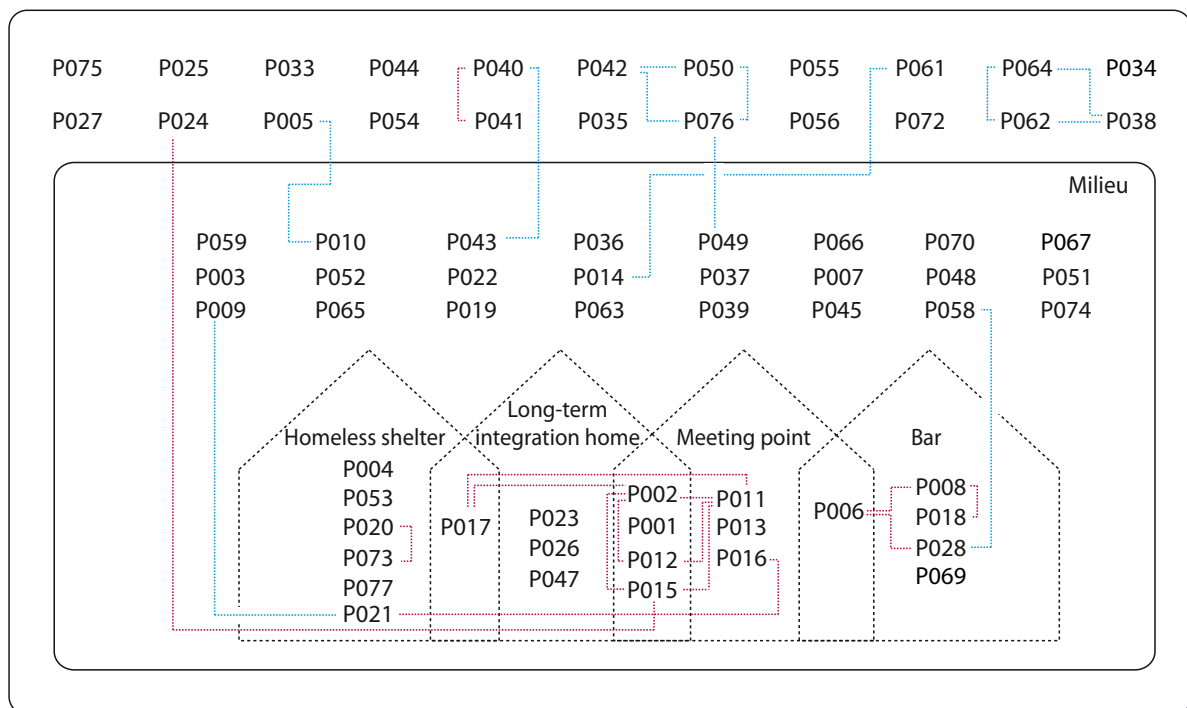 P075 P025 P033 P044 P040 P042 P050 P055 P061 P064 P034
P027 P024 P005 P054 P041 P035 P076 P056 P072 P062 P038
Milieu
P059 P010 P043 P036 P049 P066 P070 P067
P003 P052 P022 P014 P037 P007 P048 P051
P009 P065 P019 P063 P039 P045 P058 P074
Long-term
Homeless shelter integration home Meeting point Bar
P004
P053
P020
P073
P077
P021
P017
P023
P026
P047
P002
P001
P012
P015
P011
P013
P016
P006
P008
P018
P028
P069